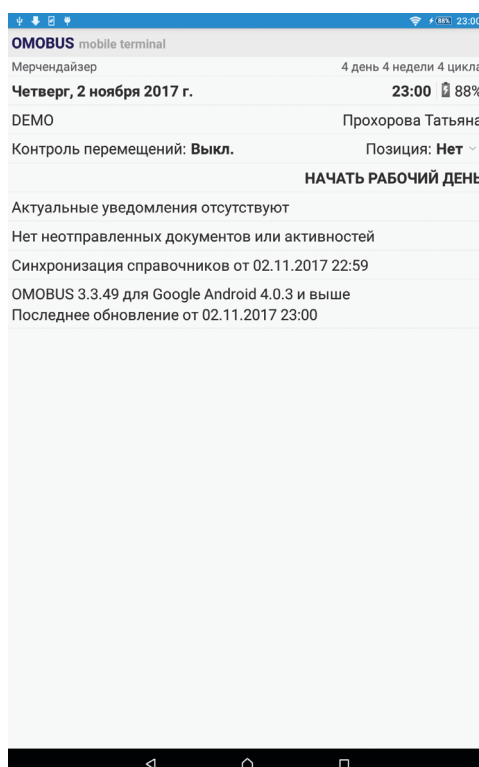 88% 23:00
OMOBUS mobile terminal
Мерчендайзер 4 день 4 недели 4 цикла
Четверг, 2 ноября 2017 г. 23:00 88%
DEMO Прохорова Татьяна
Контроль перемещений: Выкл. Позиция: Нет
НАЧАТЬ РАБОЧИЙ ДЕНЬ
Актуальные уведомления отсутствуют
Нет неотправленных документов или активностей
Синхронизация справочников от 02.11.2017 22:59
OMOBUS 3.3.49 для Google Android 4.0.3 и выше
Последнее обновление от 02.11.2017 23:00